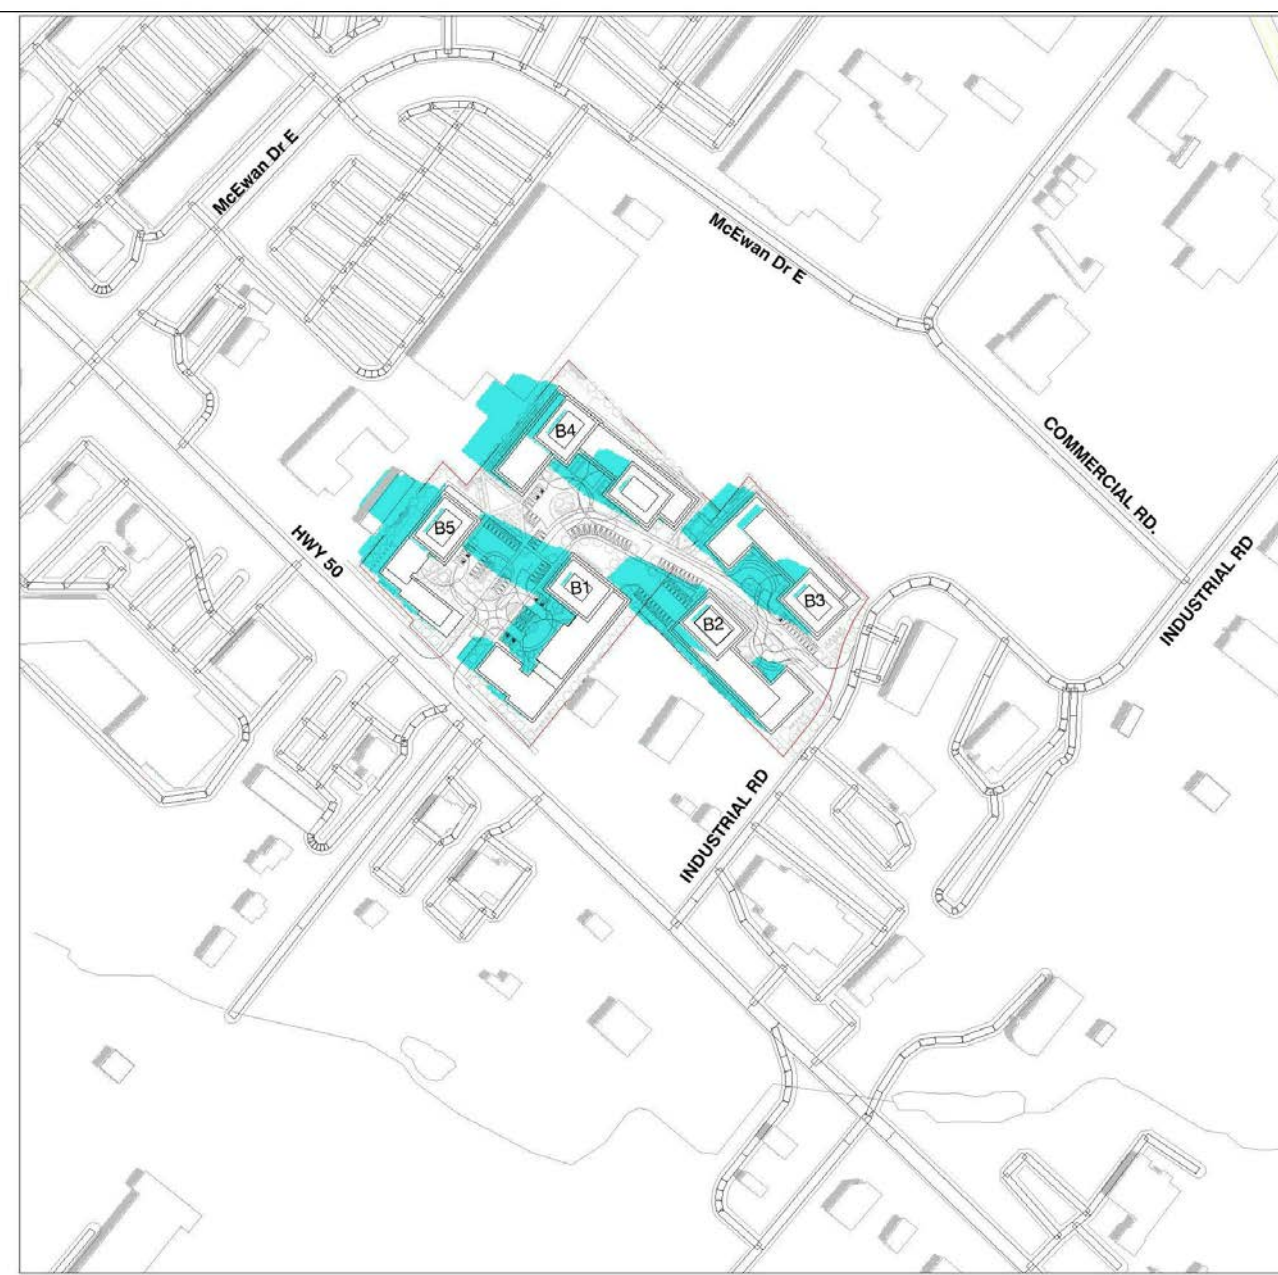 McEwan Dr E
McEwan Dr E
B4
COMMERCIAL RD.
B5
HWY 50
INDUSTRIAL RD
B1
B3
B2
INDUSTRIAL RD